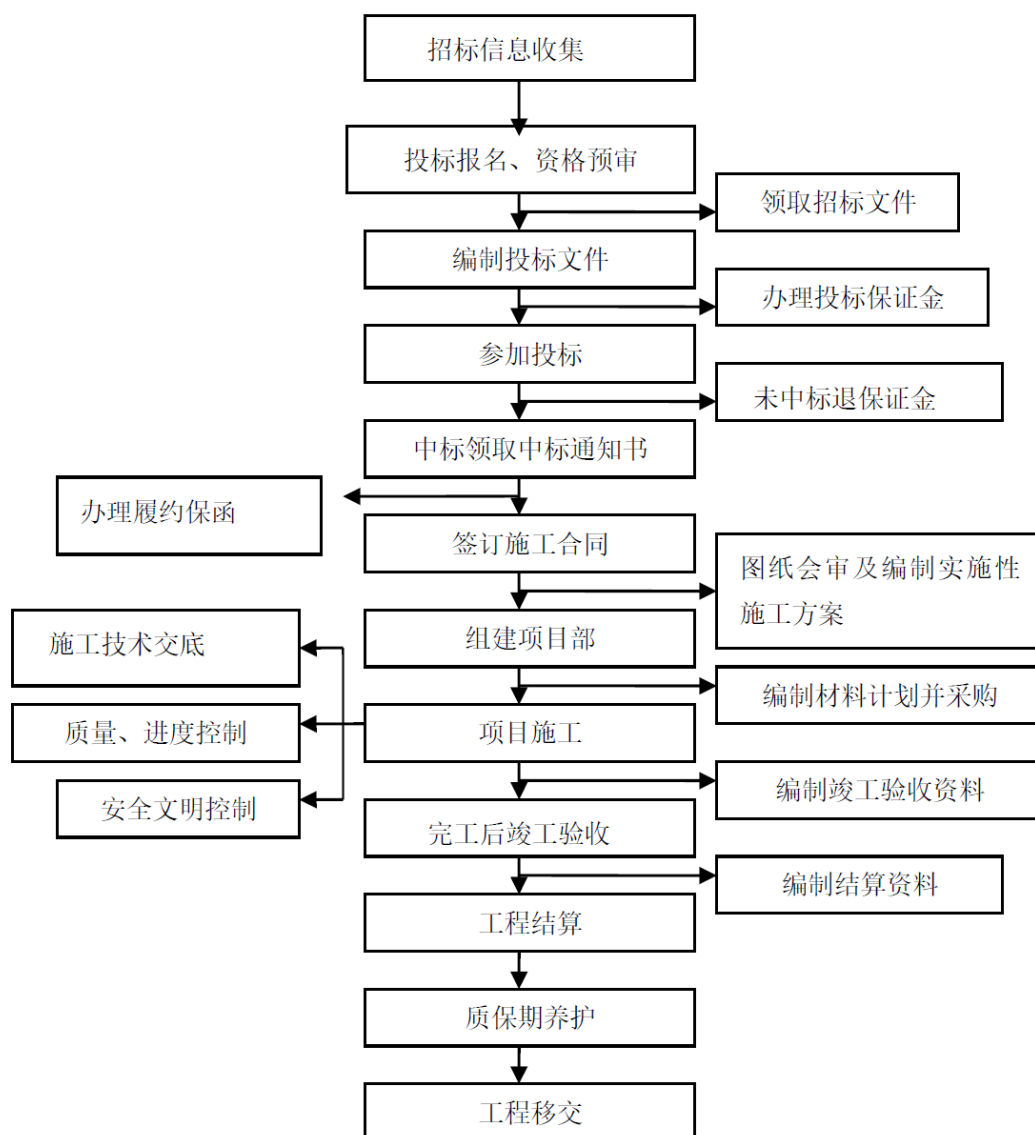 招标信息收集
投标报名、资格预审
领取招标文件
编制投标文件
办理投标保证金
参加投标
未中标退保证金
中标领取中标通知书
办理履约保函
签订施工合同
图纸会审及编制实施性
施工方案
组建项目部
施工技术交底
编制材料计划并采购
质量、进度控制
项目施工
编制竣工验收资料
安全文明控制
完工后竣工验收
编制结算资料
工程结算
质保期养护
工程移交